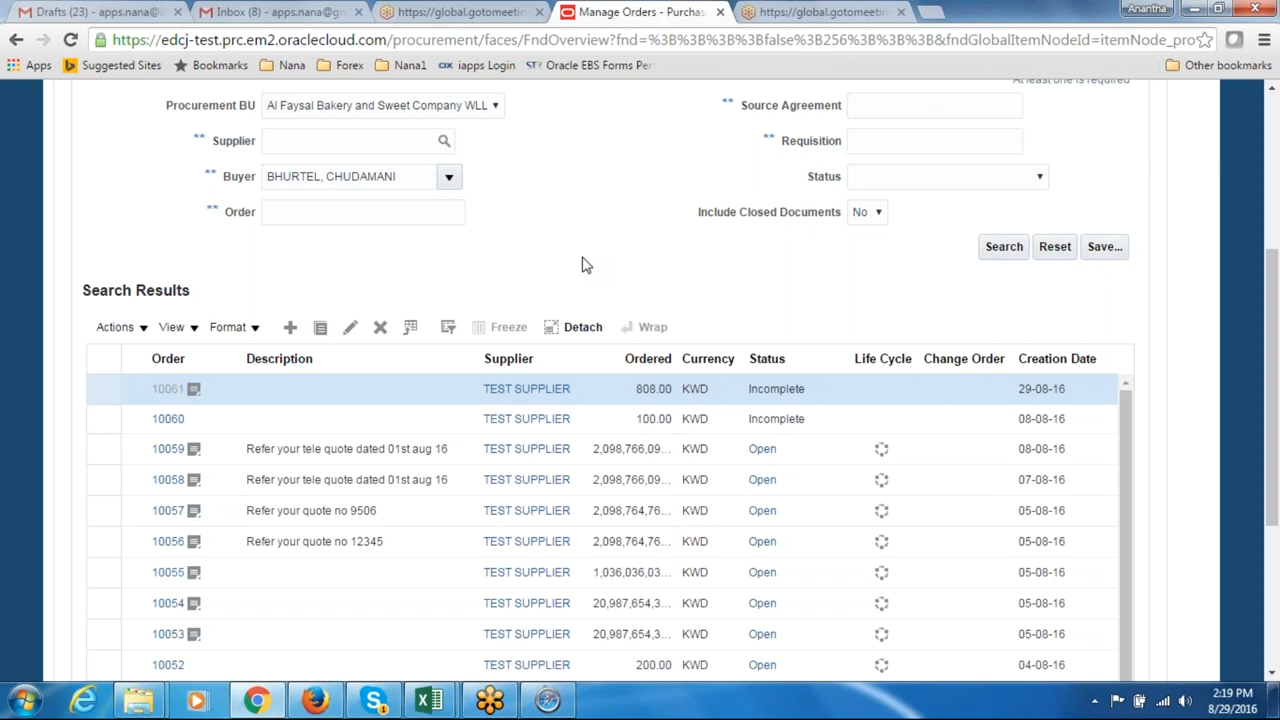 Drafts (23) - apps.nana@
Inbox (8) - apps.nana@g
https://global.gotomeetin
Manage Orders - Purchas
https://global.gotomeetin
Anantha
https://edcj-test.prc.em2.oraclecloud.com/procurement/faces/FndOverview?fnd=%3B%3B%3B%3Bfalse%3B256%3B%3B%3B&fndGlobalItemNodeId=itemNode_pro
Apps
Suggested Sites
Bookmarks
Nana
Forex
Nana1
iapps Login
Oracle EBS Forms Per
Other bookmarks
At least one is required
Procurement BU Al Faysal Bakery and Sweet Company WLL
** Source Agreement
** Supplier
** Requisition
** Buyer BHURTEL, CHUDAMANI
Status
** Order
Include Closed Documents No
Search Reset Save...
Search Results
Actions View Format Freeze Detach Wrap
Order Description Supplier Ordered Currency Status Life Cycle Change Order Creation Date
10061 TEST SUPPLIER 808.00 KWD Incomplete 29-08-16
10060 TEST SUPPLIER 100.00 KWD Incomplete 08-08-16
10059 Refer your tele quote dated 01st aug 16 TEST SUPPLIER 2,098,766,09... KWD Open 08-08-16
10058 Refer your tele quote dated 01st aug 16 TEST SUPPLIER 2,098,766,09... KWD Open 07-08-16
10057 Refer your quote no 9506 TEST SUPPLIER 2,098,764,76... KWD Open 05-08-16
10056 Refer your quote no 12345 TEST SUPPLIER 2,098,764,76... KWD Open 05-08-16
10055 TEST SUPPLIER 1,036,036,03... KWD Open 05-08-16
10054 TEST SUPPLIER 20,987,654,3... KWD Open 05-08-16
10053 TEST SUPPLIER 20,987,654,3... KWD Open 05-08-16
10052 TEST SUPPLIER 200.00 KWD Open 04-08-16
2:19 PM
8/29/2016